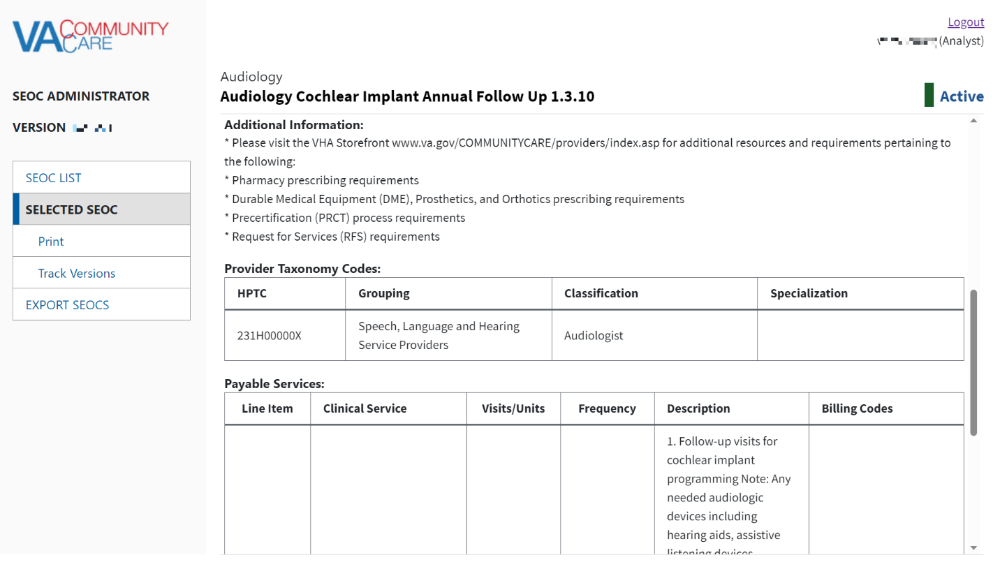 VA COMMUNITY CARE
Logout
(Analyst)
SEOC ADMINISTRATOR
VERSION
SEOC LIST
SELECTED SEOC
Print
Track Versions
EXPORT SEOCS
Audiology
Audiology Cochlear Implant Annual Follow Up 1.3.10
Active
Additional Information:
* Please visit the VHA Storefront www.va.gov/COMMUNITYCARE/providers/index.asp for additional resources and requirements pertaining to
the following:
* Pharmacy prescribing requirements
* Durable Medical Equipment (DME), Prosthetics, and Orthotics prescribing requirements
* Precertification (PRCT) process requirements
* Request for Services (RFS) requirements
Provider Taxonomy Codes:
HPTC Grouping Classification Specialization
231H00000X Speech, Language and Hearing Audiologist
Service Providers
Payable Services:
Line Item Clinical Service Visits/Units Frequency Description Billing Codes
1. Follow-up visits for
cochlear implant
programming Note: Any
needed audiologic
devices including
hearing aids, assistive
listening devices